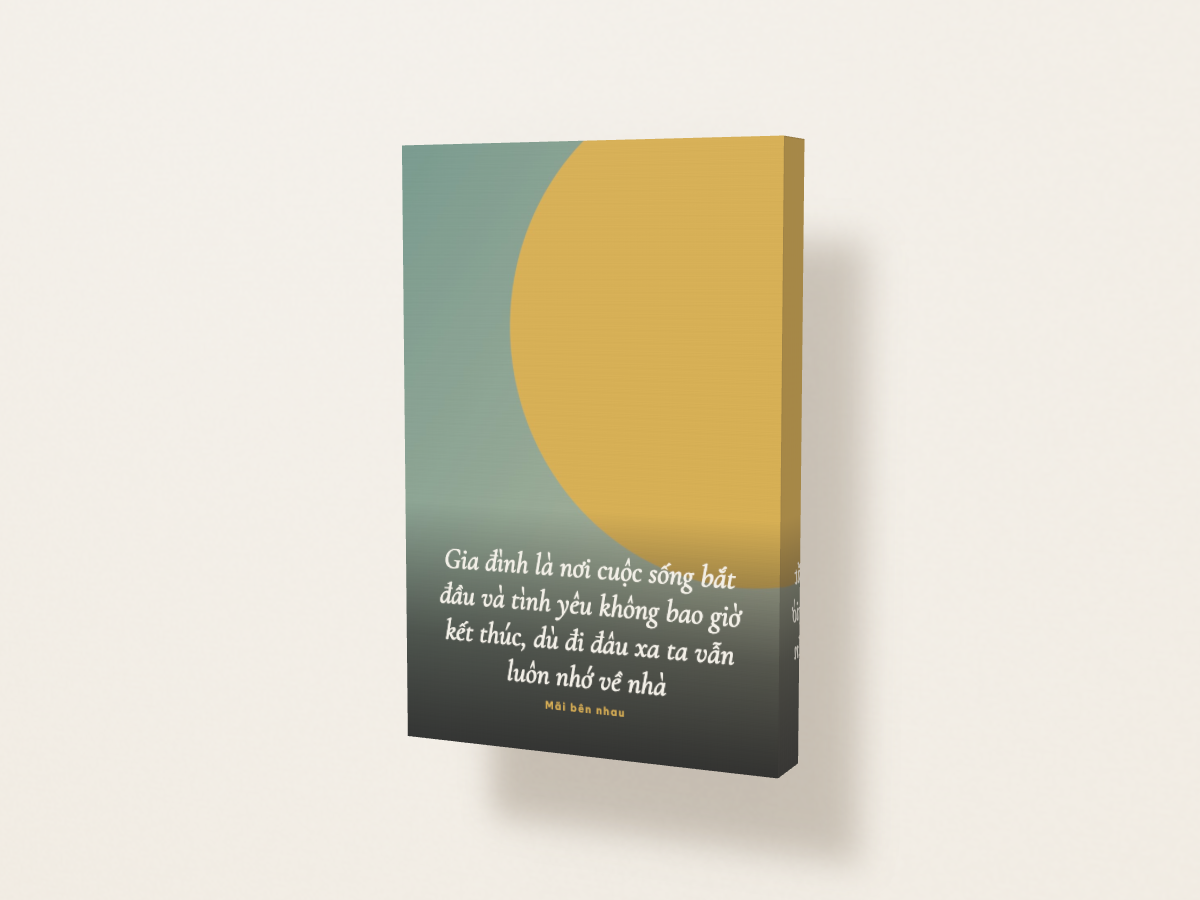 Gia đình là nơi cuộc sống bắt
đầu và tình yêu không bao giờ
kết thúc, dù đi đâu xa ta vẫn
luôn nhớ về nhà
Mãi bên nhau